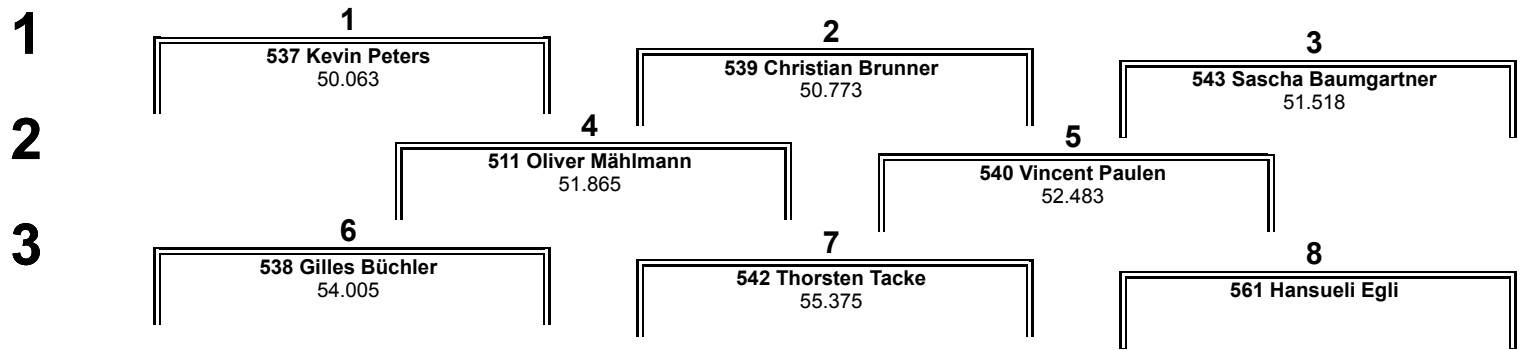 1
1
537 Kevin Peters
50.063
2
539 Christian Brunner
50.773
3
543 Sascha Baumgartner
51.518
2
4
511 Oliver Mählmann
51.865
5
540 Vincent Paulen
52.483
3
6
538 Gilles Büchler
54.005
7
542 Thorsten Tacke
55.375
8
561 Hansueli Egli